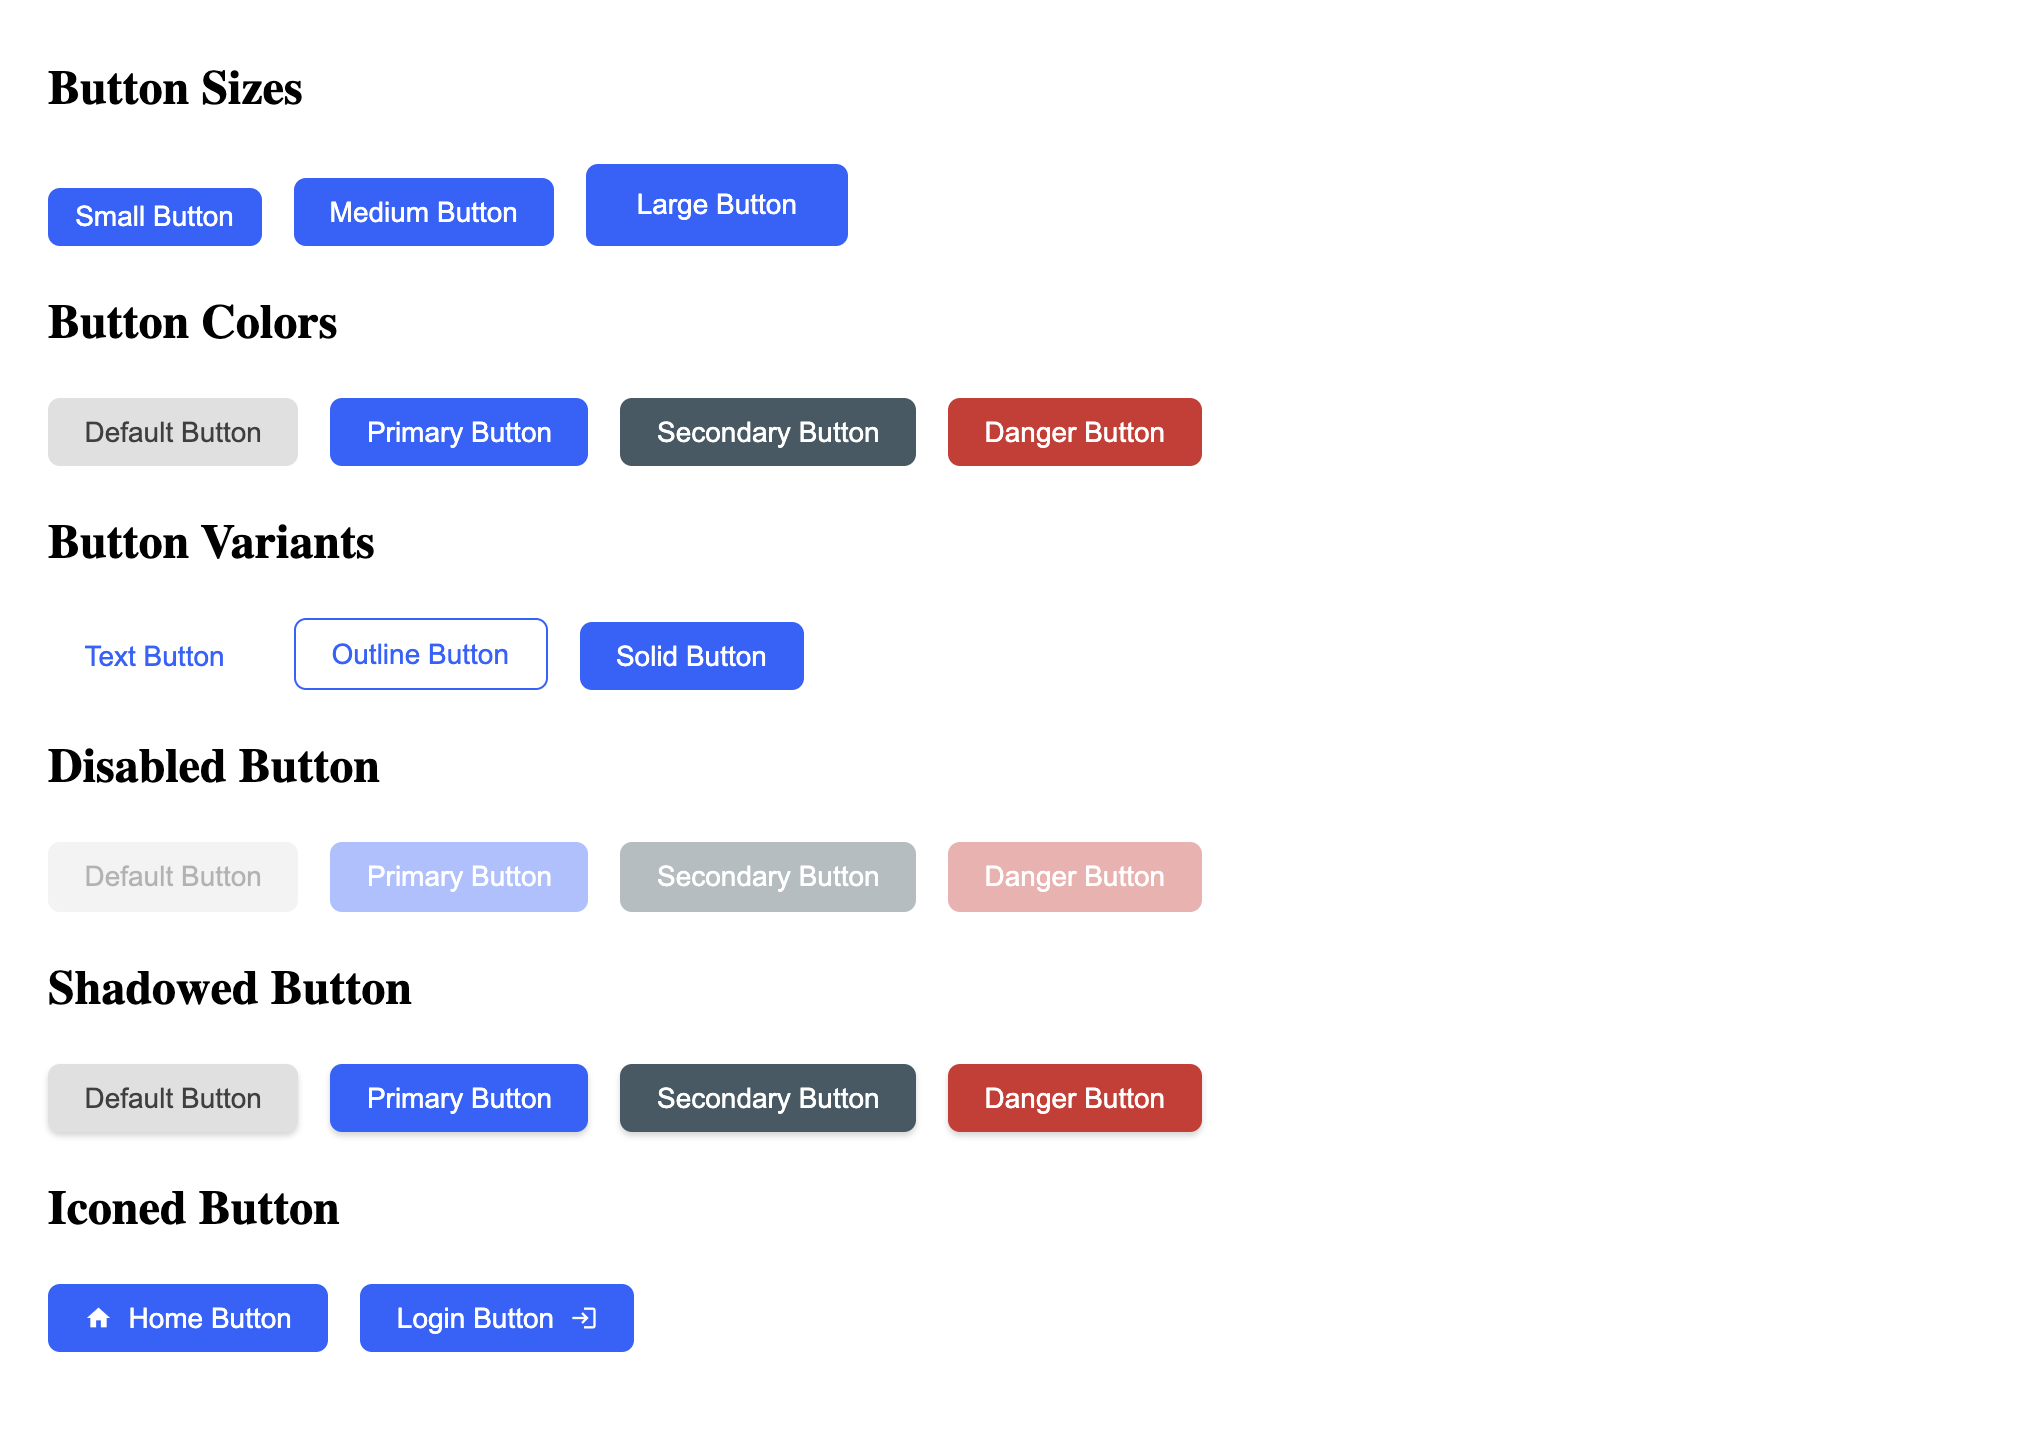 Button Sizes
Small Button Medium Button Large Button
Button Colors
Default Button Primary Button Secondary Button Danger Button
Button Variants
Text Button Outline Button Solid Button
Disabled Button
Default Button Primary Button Secondary Button Danger Button
Shadowed Button
Default Button Primary Button Secondary Button Danger Button
Iconed Button
Home Button Login Button